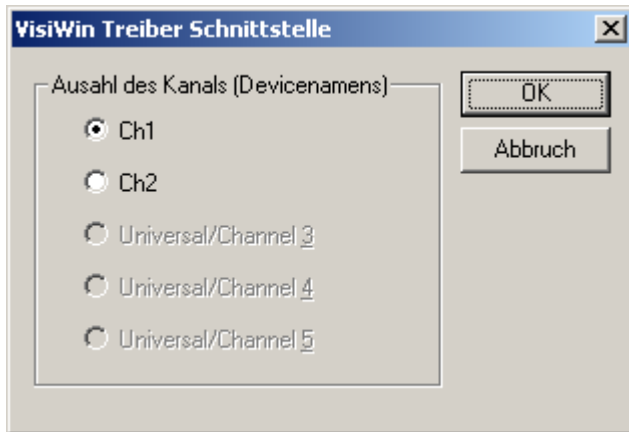 VisiWin Treiber Schnittstelle
Ausahl des Kanals (Devicenamens)
OK
Ch1
Abbruch
Ch2
Universal/Channel 3
Universal/Channel 4
Universal/Channel 5